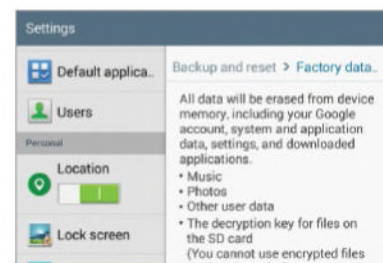 Settings
Default applica..
Users
Personal
Location
Lock screen
Backup and reset > Factory data..
All data will be erased from device
memory, including your Google
account, system and application
data, settings, and downloaded
applications.
• Music
• Photos
• Other user data
• The decryption key for files on
the SD card
(You cannot use encrypted files